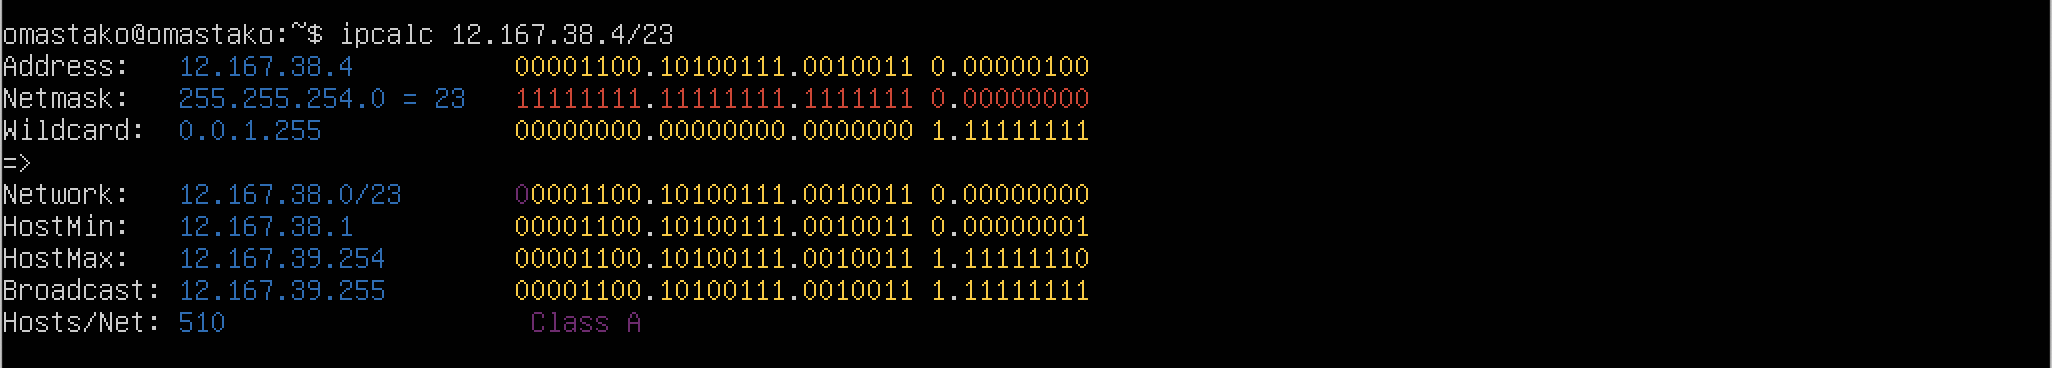 omastako@omastako:~$ ipcalc 12.167.38.4/23
Address:   12.167.38.4          00001100.10100111.0010011 0.00000100
Netmask:   255.255.254.0 = 23   11111111.11111111.1111111 0.00000000
Wildcard:  0.0.1.255            00000000.00000000.0000000 1.11111111
=>
Network:   12.167.38.0/23       00001100.10100111.0010011 0.00000000
HostMin:   12.167.38.1          00001100.10100111.0010011 0.00000001
HostMax:   12.167.39.254        00001100.10100111.0010011 1.11111110
Broadcast: 12.167.39.255        00001100.10100111.0010011 1.11111111
Hosts/Net: 510                   Class A